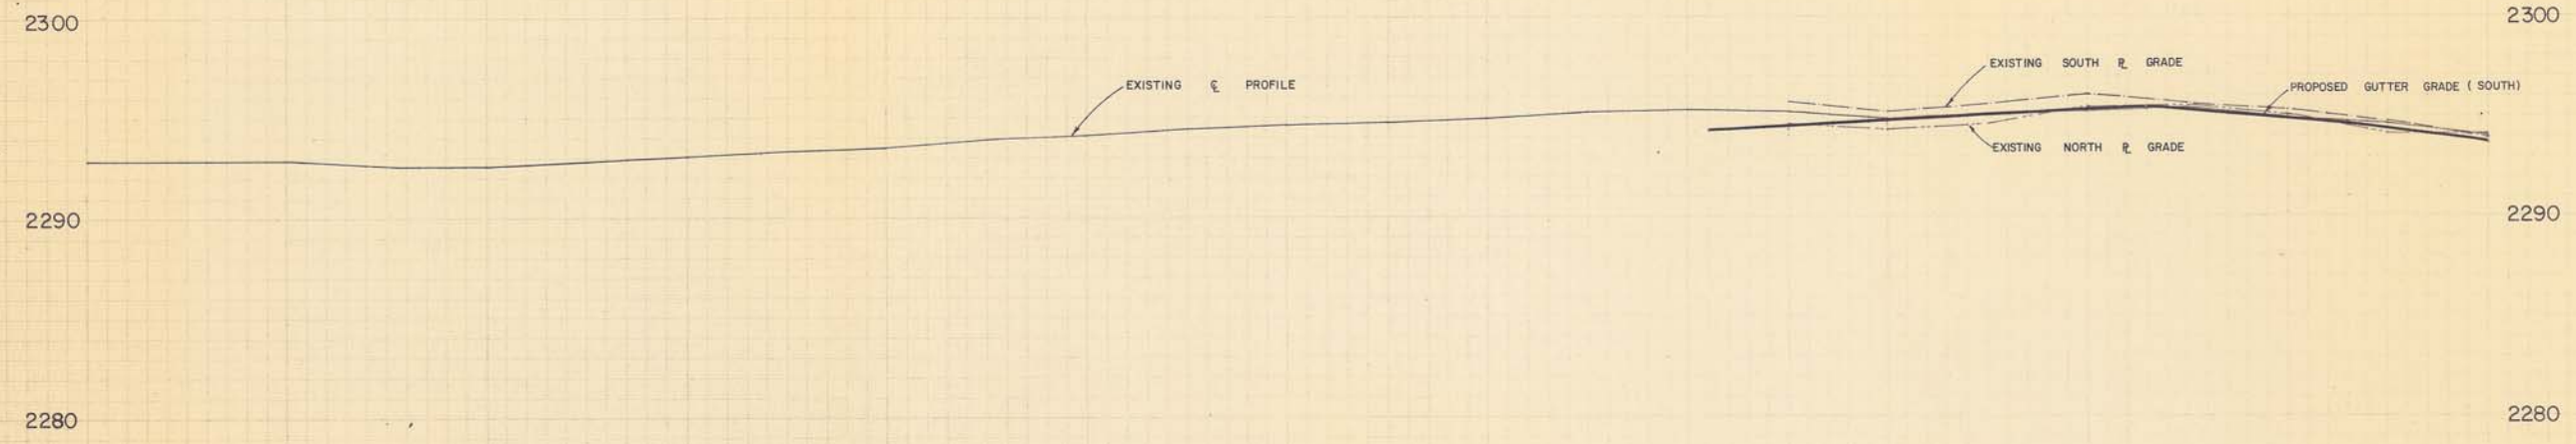 2300 2300
EXISTING SOUTH ⅊ GRADE
EXISTING ℄ PROFILE
PROPOSED GUTTER GRADE ( SOUTH)
EXISTING NORTH ⅊ GRADE
2290 2290
2280 2280